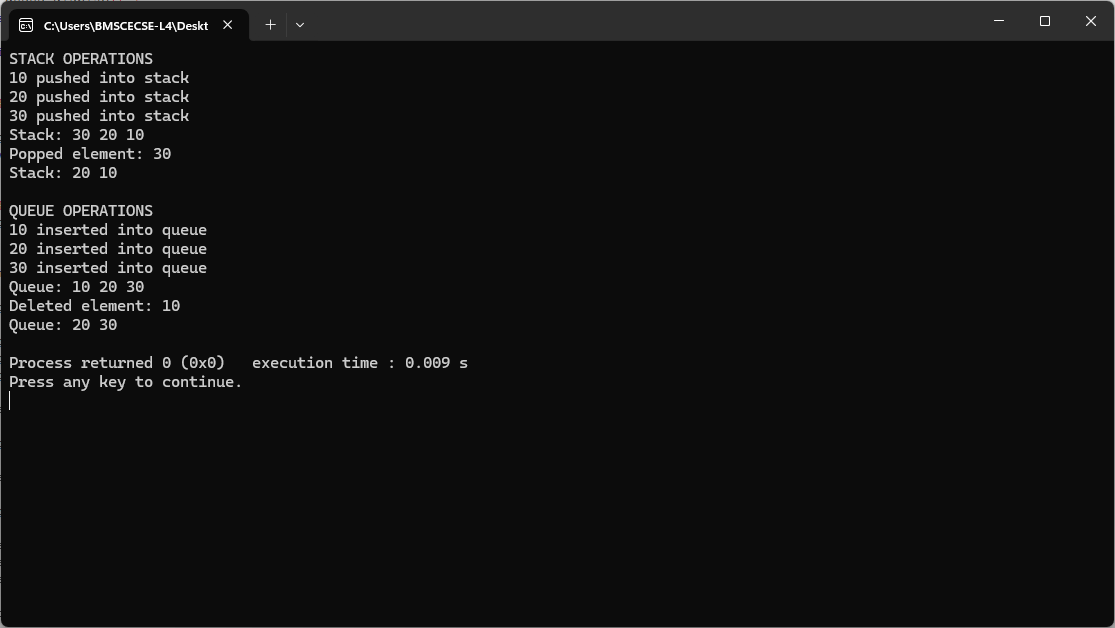 C:\Users\BMSCECSE-L4\Deskt
STACK OPERATIONS
10 pushed into stack
20 pushed into stack
30 pushed into stack
Stack: 30 20 10
Popped element: 30
Stack: 20 10
QUEUE OPERATIONS
10 inserted into queue
20 inserted into queue
30 inserted into queue
Queue: 10 20 30
Deleted element: 10
Queue: 20 30
Process returned 0 (0x0)   execution time : 0.009 s
Press any key to continue.